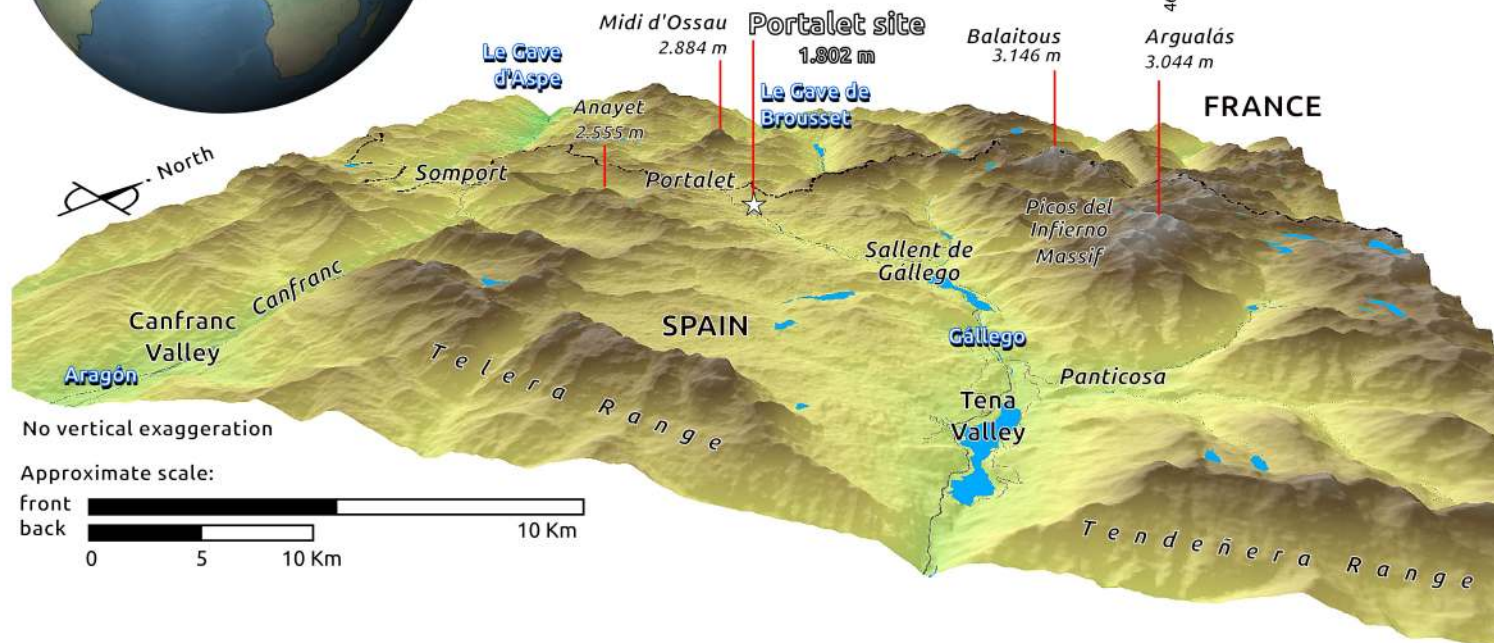 Midi d'Ossau
2.884 m
Portalet site
1.802 m
Balaitous
3.146 m
Argualás
3.044 m
Le Gave
d'Aspe
Le Gave de
Brousset
Anayet
2.555 m
FRANCE
North
Somport
Portalet
Picos del
Infierno
Massif
Sallent de
Gállego
Canfranc
Canfranc
Valley
SPAIN
Gállego
Aragón
Telera Range
Panticosa
Tena
Valley
No vertical exaggeration
Approximate scale:
front
back
10 Km
0 5 10 Km
Tendeñera Range